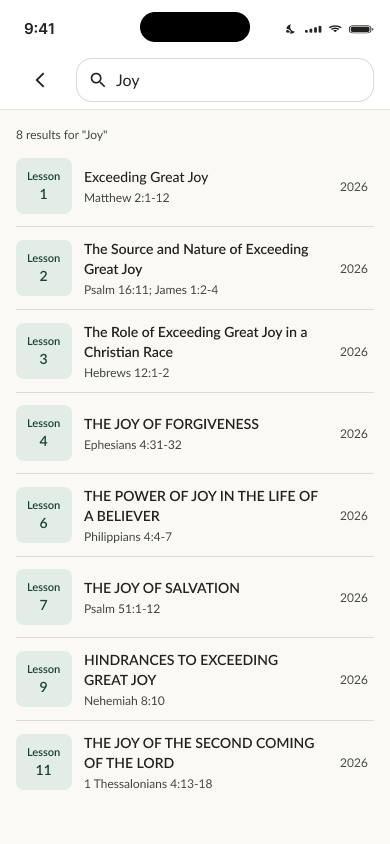 9:41
Joy
8 results for "Joy"
Lesson
1
Exceeding Great Joy
Matthew 2:1-12
2026
Lesson
2
The Source and Nature of Exceeding
Great Joy
Psalm 16:11; James 1:2-4
2026
Lesson
3
The Role of Exceeding Great Joy in a
Christian Race
Hebrews 12:1-2
2026
Lesson
4
THE JOY OF FORGIVENESS
Ephesians 4:31-32
2026
Lesson
6
THE POWER OF JOY IN THE LIFE OF
A BELIEVER
Philippians 4:4-7
2026
Lesson
7
THE JOY OF SALVATION
Psalm 51:1-12
2026
Lesson
9
HINDRANCES TO EXCEEDING
GREAT JOY
Nehemiah 8:10
2026
Lesson
11
THE JOY OF THE SECOND COMING
OF THE LORD
1 Thessalonians 4:13-18
2026